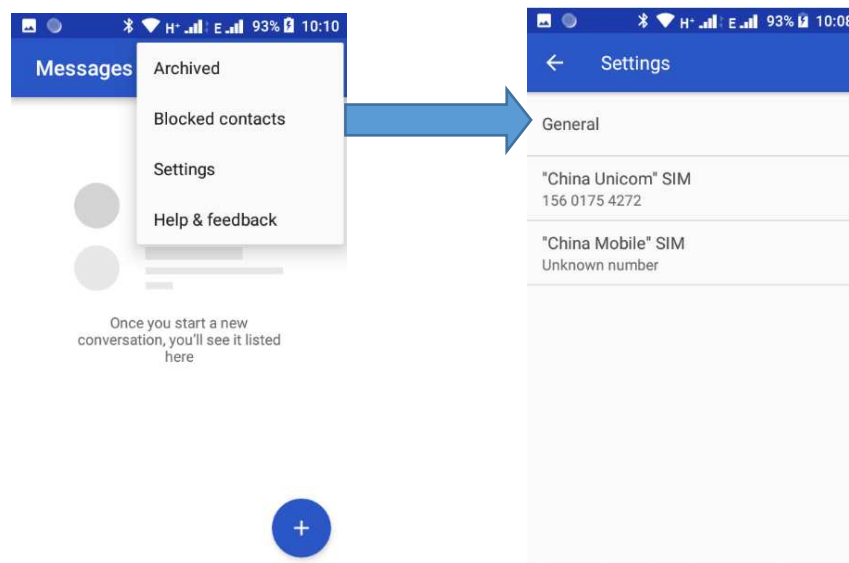 H+ E 93% 10:10
Messages
Archived
Blocked contacts
Settings
Help & feedback
Once you start a new
conversation, you'll see it listed
here
H+ E 93% 10:08
Settings
General
"China Unicom" SIM
156 0175 4272
"China Mobile" SIM
Unknown number